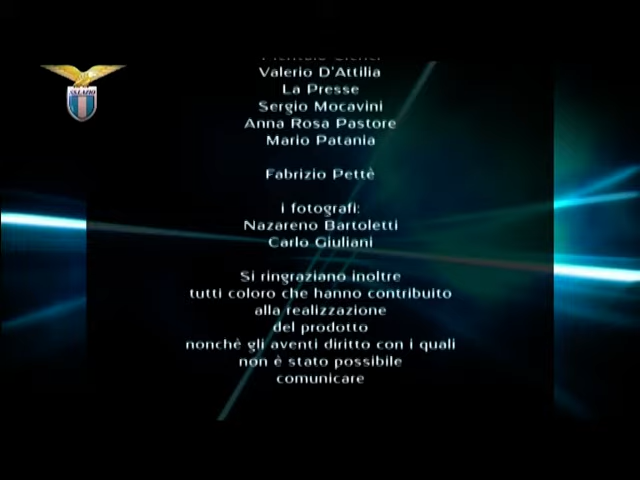 S.S. LAZIO
Valerio D'Attilia
La Presse
Sergio Mocavini
Anna Rosa Pastore
Mario Patania
Fabrizio Pettè
i fotografi:
Nazareno Bartoletti
Carlo Giuliani
Si ringraziano inoltre
tutti coloro che hanno contribuito
alla realizzazione
del prodotto
nonchè gli aventi diritto con i quali
non è stato possibile
comunicare